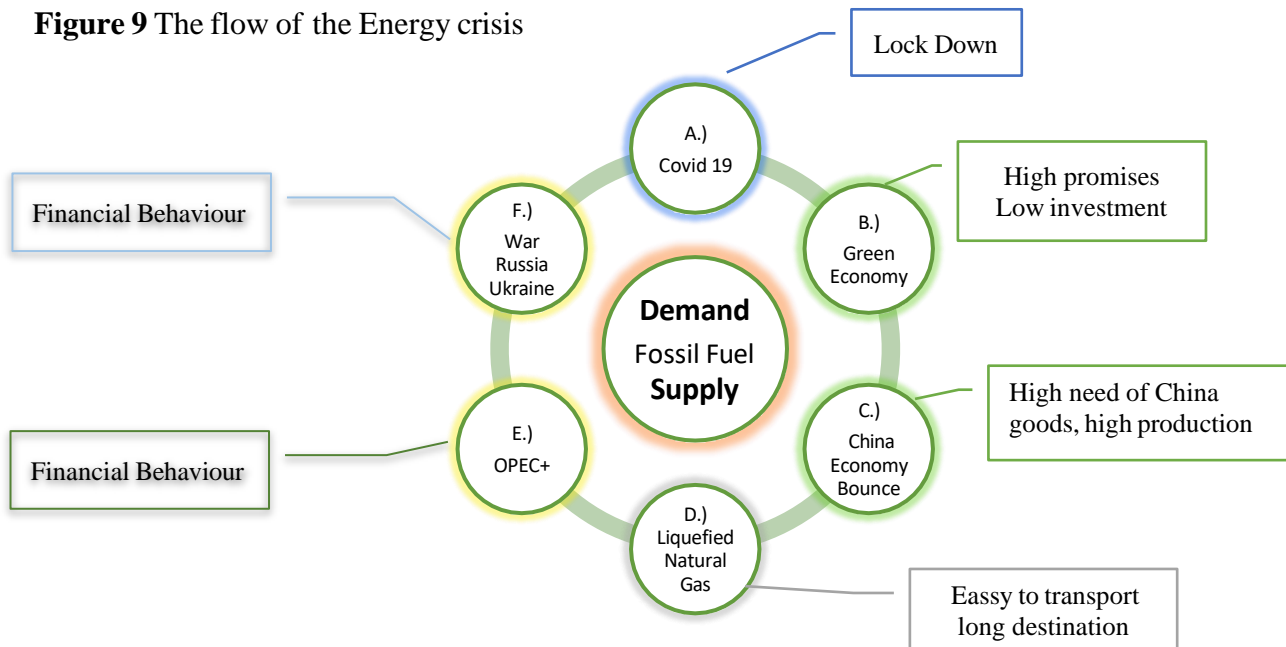 Figure 9 The flow of the Energy crisis
Lock Down
A.)
Covid 19
High promises
Low investment
B.)
Green
Economy
High need of China
goods, high production
C.)
China
Economy
Bounce
D.)
Liquefied
Natural
Gas
Eassy to transport
long destination
E.)
OPEC+
Financial Behaviour
F.)
War
Russia
Ukraine
Financial Behaviour
Demand
Fossil Fuel
Supply